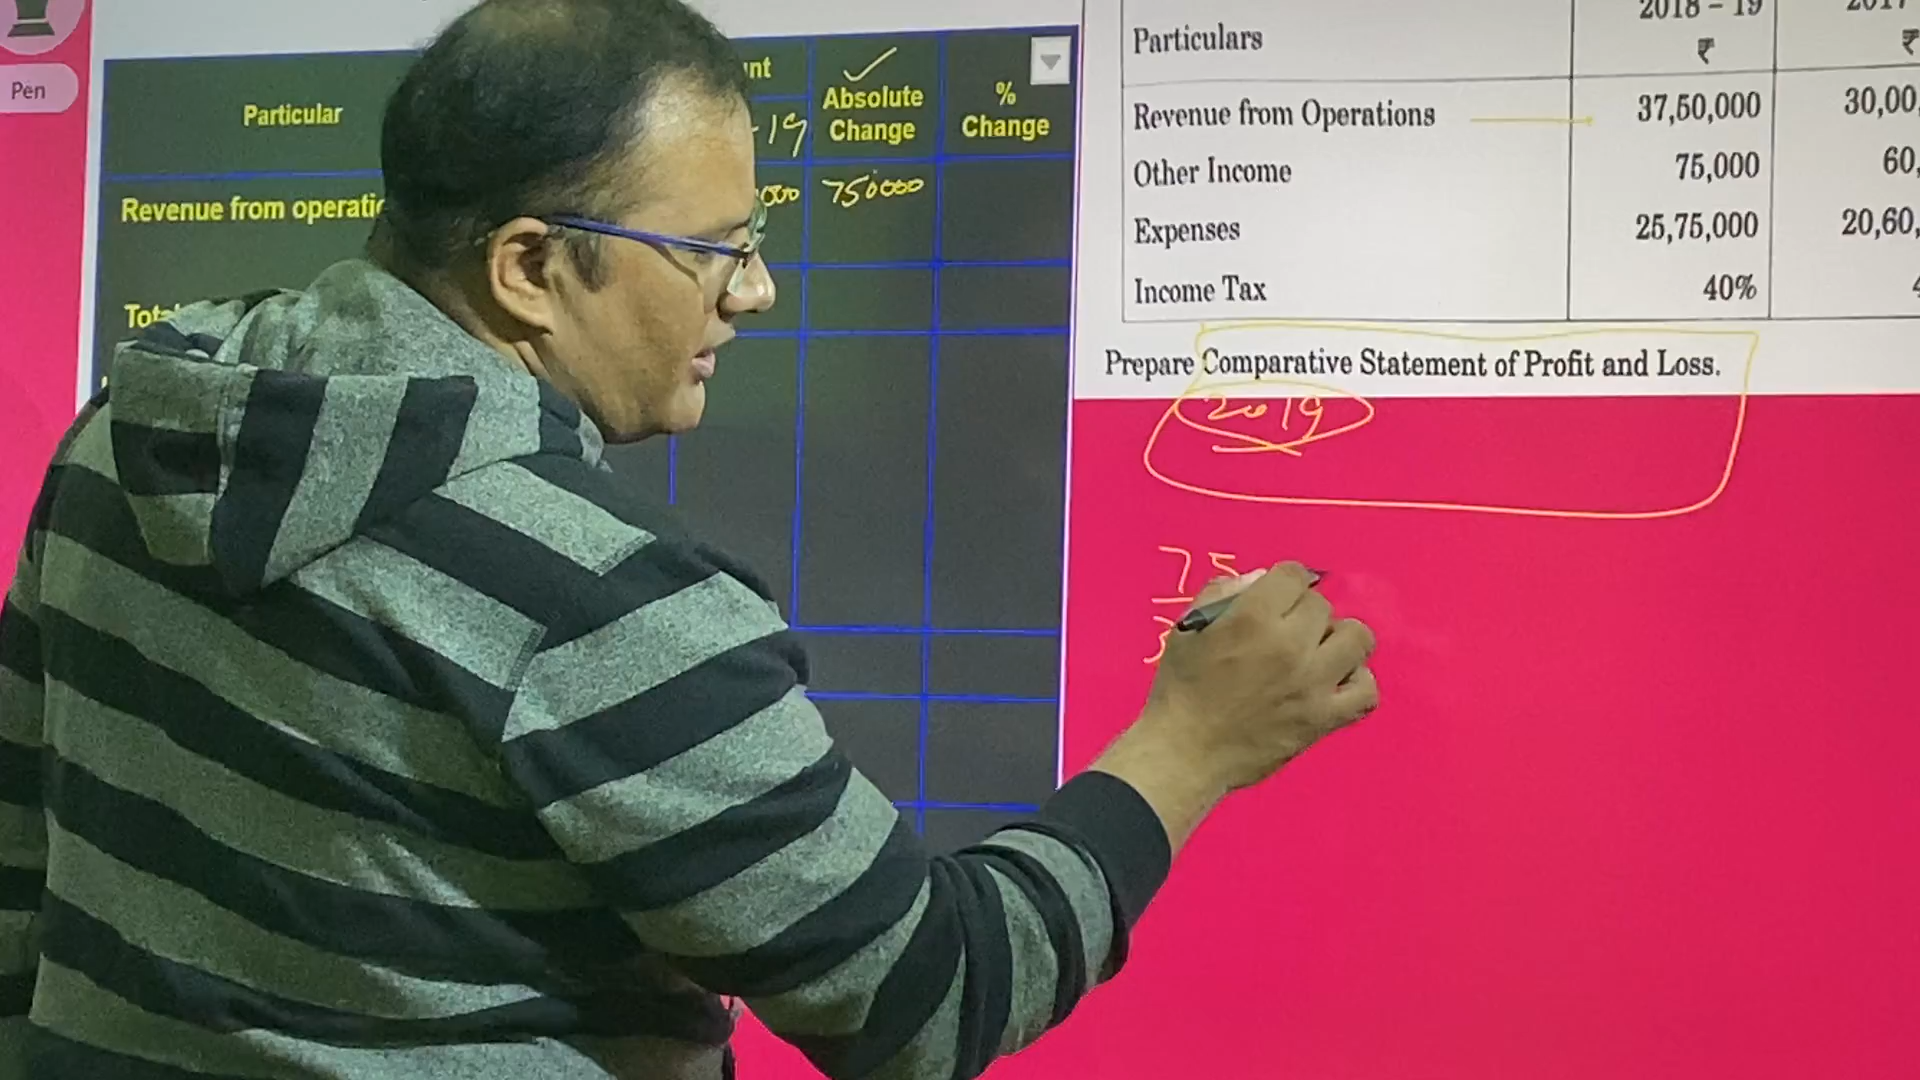 Pen
Particular
Absolute Change
% Change
Revenue from
750000
Particulars
2018 – 19
₹
₹
Revenue from Operations 37,50,000 30,00,
Other Income 75,000 60,
Expenses 25,75,000 20,60,
Income Tax 40%
Prepare Comparative Statement of Profit and Loss.
2019
75
3